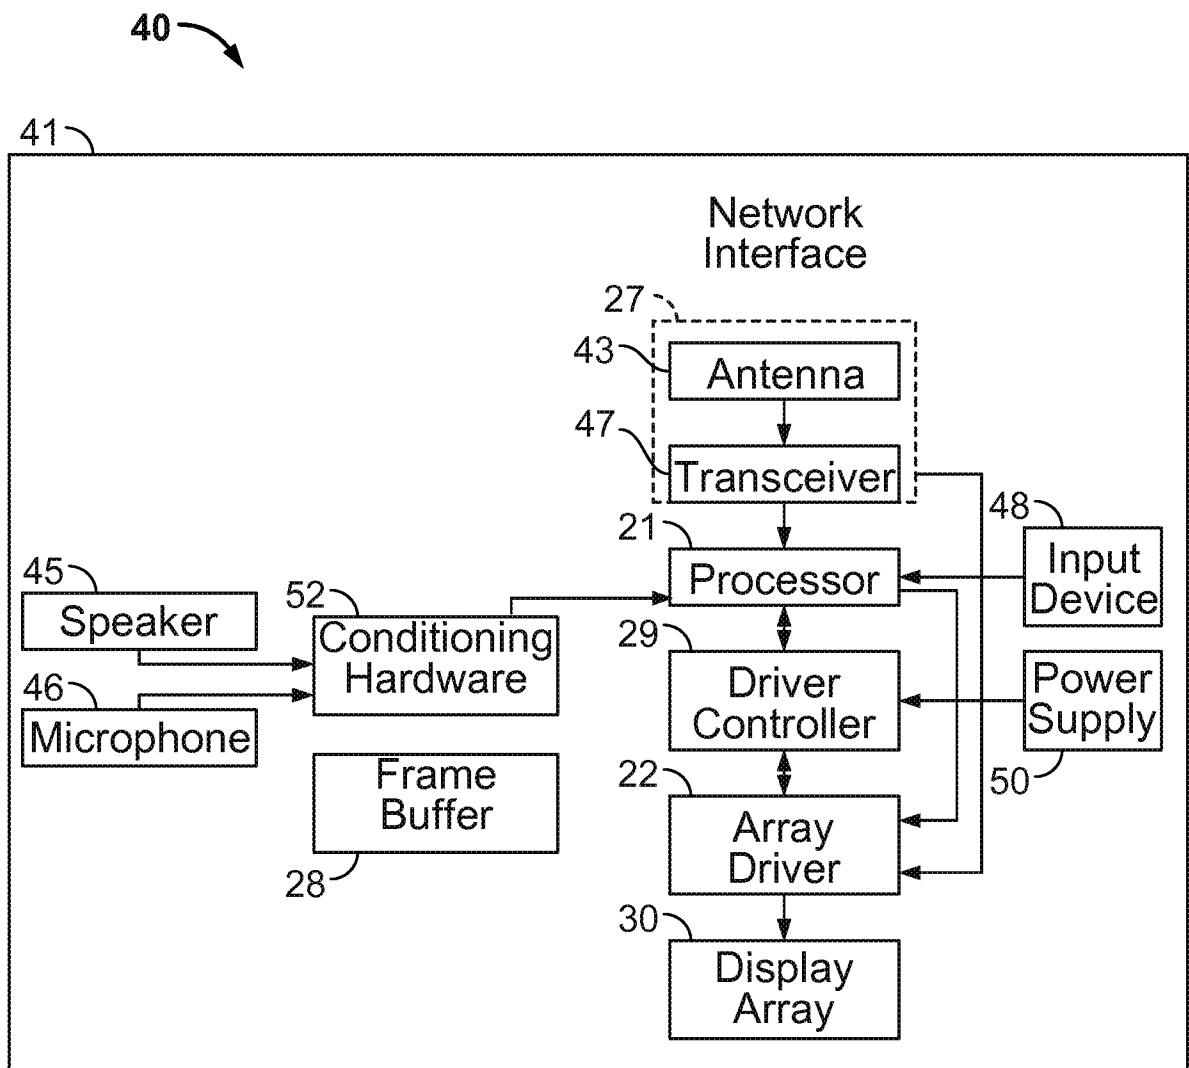 40
41
Network
Interface
27
43
Antenna
47
Transceiver
48
21
Input
Device
Processor
45
Speaker
52
Conditioning
Hardware
29
Driver
Controller
Power
Supply
50
46
Microphone
Frame
Buffer
28
22
Array
Driver
30
Display
Array